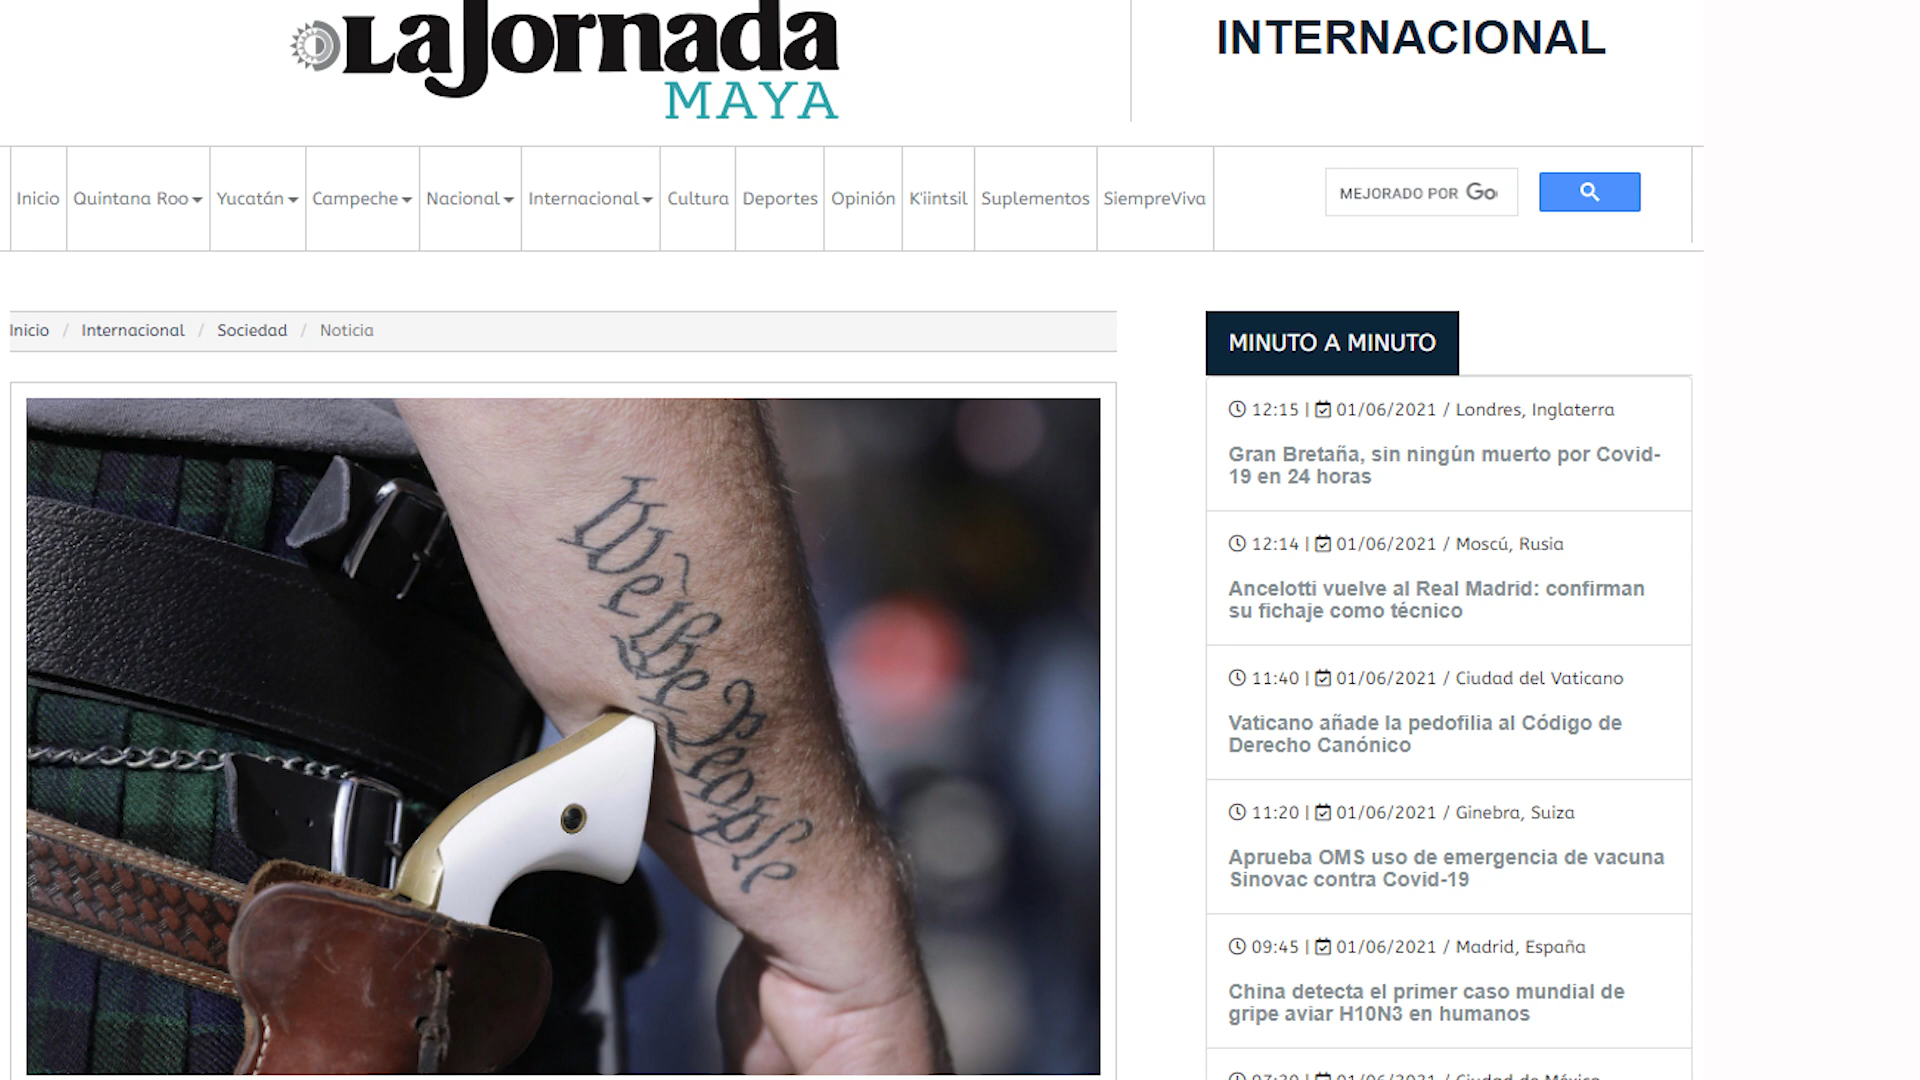 LaJornada
MAYA
INTERNACIONAL
Inicio
Quintana Roo
Yucatán
Campeche
Nacional
Internacional
Cultura
Deportes
Opinión
K'iintsil
Suplementos
SiempreViva
MEJORADO POR Go
Inicio / Internacional / Sociedad / Noticia
We The
People
MINUTO A MINUTO
12:15 | 01/06/2021 / Londres, Inglaterra
Gran Bretaña, sin ningún muerto por Covid-
19 en 24 horas
12:14 | 01/06/2021 / Moscú, Rusia
Ancelotti vuelve al Real Madrid: confirman
su fichaje como técnico
11:40 | 01/06/2021 / Ciudad del Vaticano
Vaticano añade la pedofilia al Código de
Derecho Canónico
11:20 | 01/06/2021 / Ginebra, Suiza
Aprueba OMS uso de emergencia de vacuna
Sinovac contra Covid-19
09:45 | 01/06/2021 / Madrid, España
China detecta el primer caso mundial de
gripe aviar H10N3 en humanos
01/06/2021 / Ciudad de México